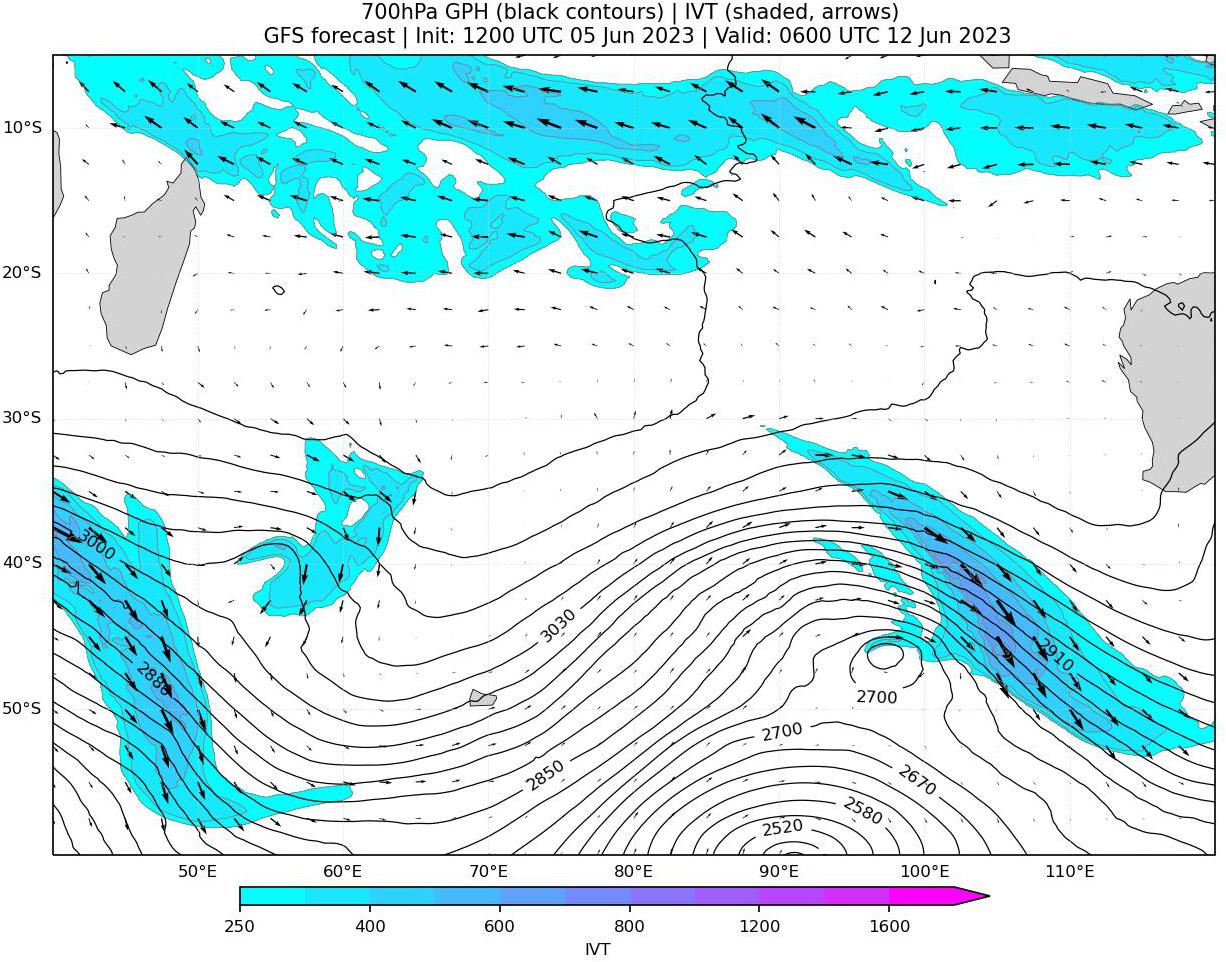 700hPa GPH (black contours) | IVT (shaded, arrows)
GFS forecast | Init: 1200 UTC 05 Jun 2023 | Valid: 0600 UTC 12 Jun 2023
10°S
20°S
30°S
3000
40°S
3030
2880
2910
50°S
2700
2700
2850
2670
2580
2520
50°E 60°E 70°E 80°E 90°E 100°E 110°E
250 400 600 800 1200 1600
IVT